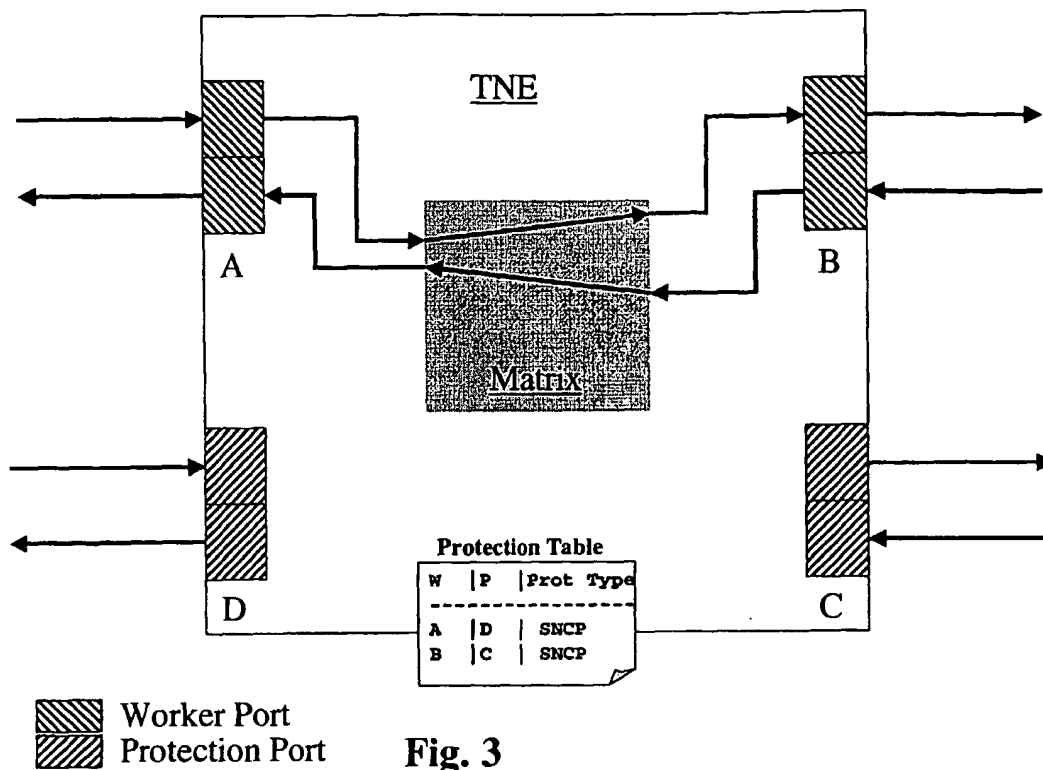 TNE
A
B
Matrix
D
C
Protection Table
W |P |Prot Type
--------------------
A |D | SNCP
B |C | SNCP
Worker Port
Protection Port
Fig. 3